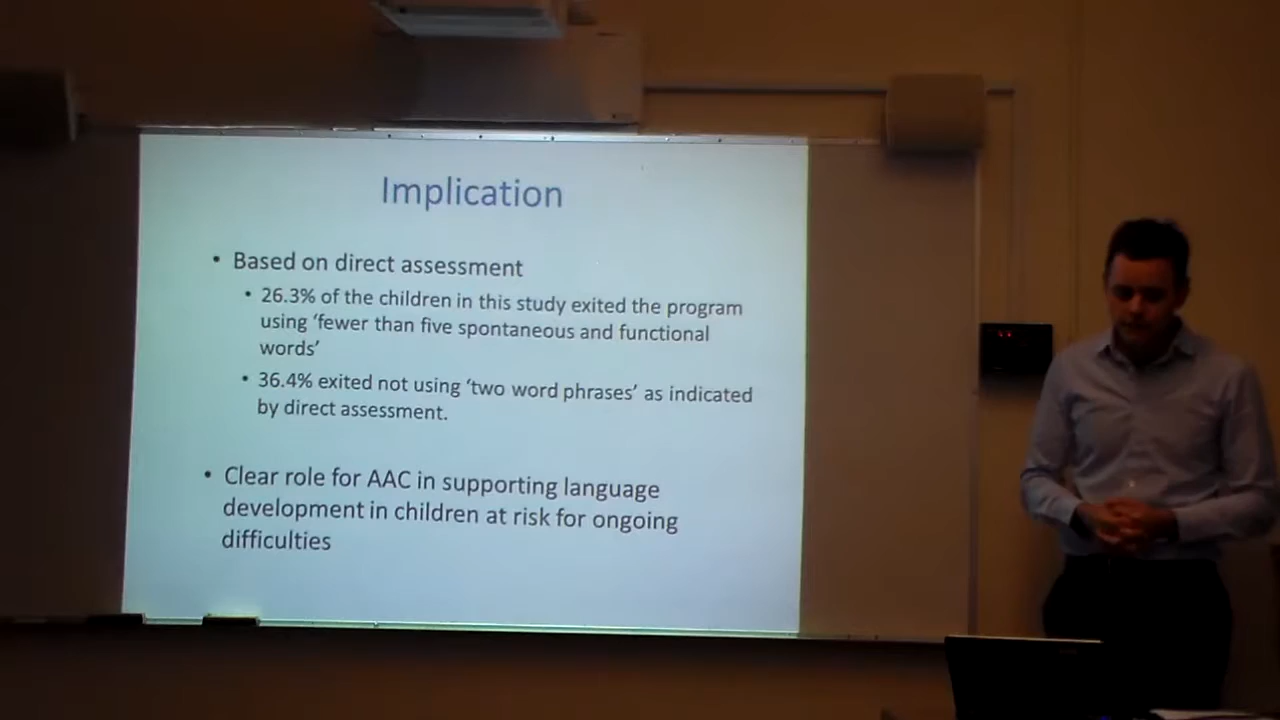 Implication
• Based on direct assessment
• 26.3% of the children in this study exited the program
using ‘fewer than five spontaneous and functional
words’
• 36.4% exited not using ‘two word phrases’ as indicated
by direct assessment.
• Clear role for AAC in supporting language
development in children at risk for ongoing
difficulties